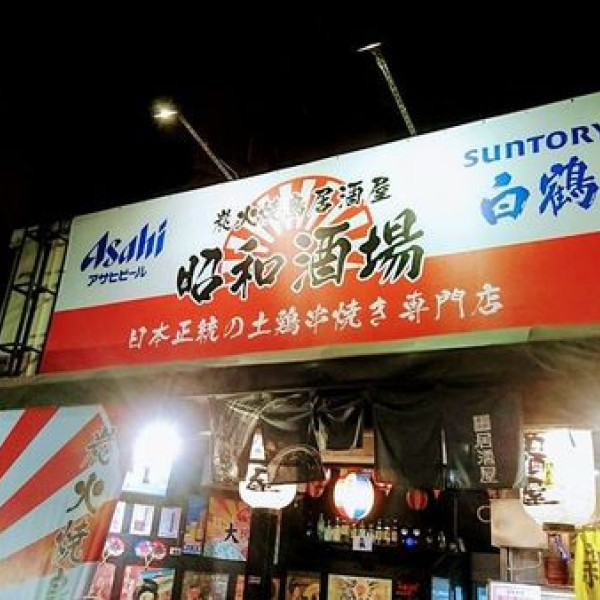 SUNTORY
白鶴
Asahi
アサヒビール
炭火焼鳥居酒屋
昭和酒場
日本正統の土鶏串焼き専門店
居酒屋
酒屋
炭火焼
大